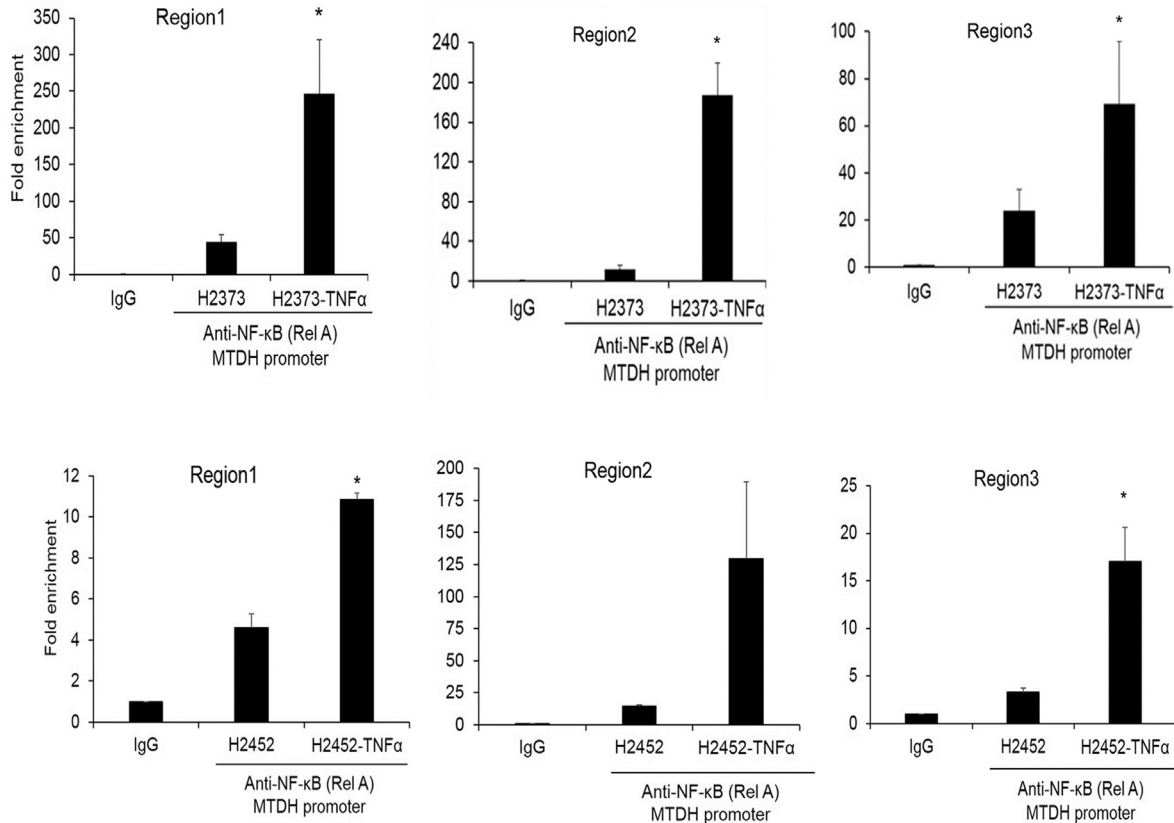 Region1
*
Fold enrichment
350
300
250
200
150
100
50
0
IgG H2373 H2373-TNFα
Anti-NF-κB (Rel A)
MTDH promoter
Region2
*
240
200
160
120
80
40
0
IgG H2373 H2373-TNFα
Anti-NF-κB (Rel A)
MTDH promoter
Region3
*
100
80
60
40
20
0
IgG H2373 H2373-TNFα
Anti-NF-κB (Rel A)
MTDH promoter
Region1
*
Fold enrichment
12
10
8
6
4
2
0
IgG H2452 H2452-TNFα
Anti-NF-κB (Rel A)
MTDH promoter
Region2
200
175
150
125
100
75
50
25
0
IgG H2452 H2452-TNFα
Anti-NF-κB (Rel A)
MTDH promoter
Region3
*
25
20
15
10
5
0
IgG H2452 H2452-TNFα
Anti-NF-κB (Rel A)
MTDH promoter